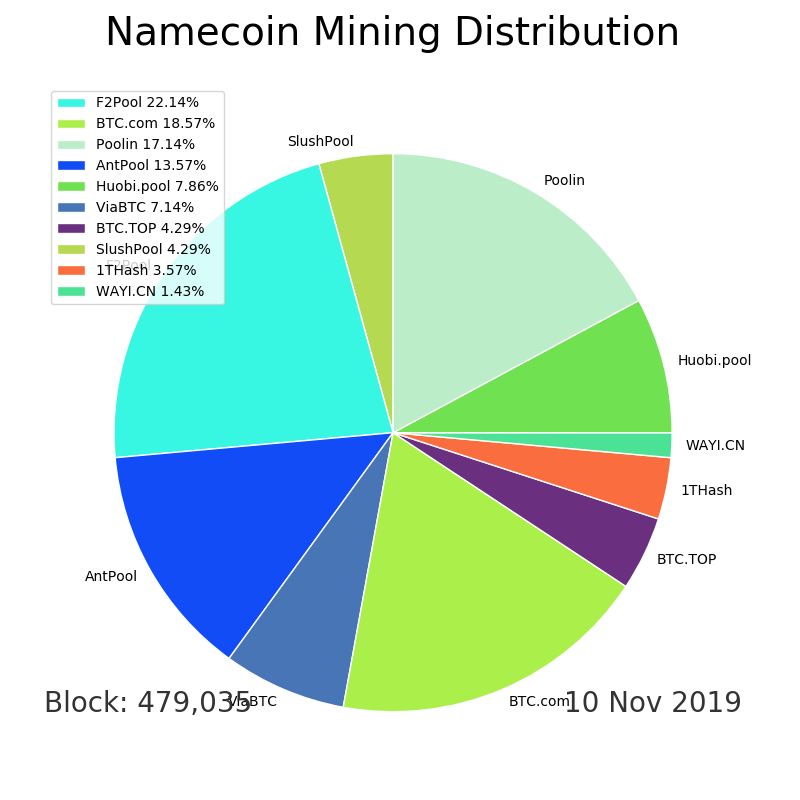 Namecoin Mining Distribution
F2Pool 22.14%
BTC.com 18.57%
Poolin 17.14%
AntPool 13.57%
Huobi.pool 7.86%
ViaBTC 7.14%
BTC.TOP 4.29%
SlushPool 4.29%
1THash 3.57%
WAYI.CN 1.43%
SlushPool
Poolin
F2Pool
Huobi.pool
WAYI.CN
1THash
BTC.TOP
AntPool
ViaBTC
BTC.com
Block: 479,035
10 Nov 2019